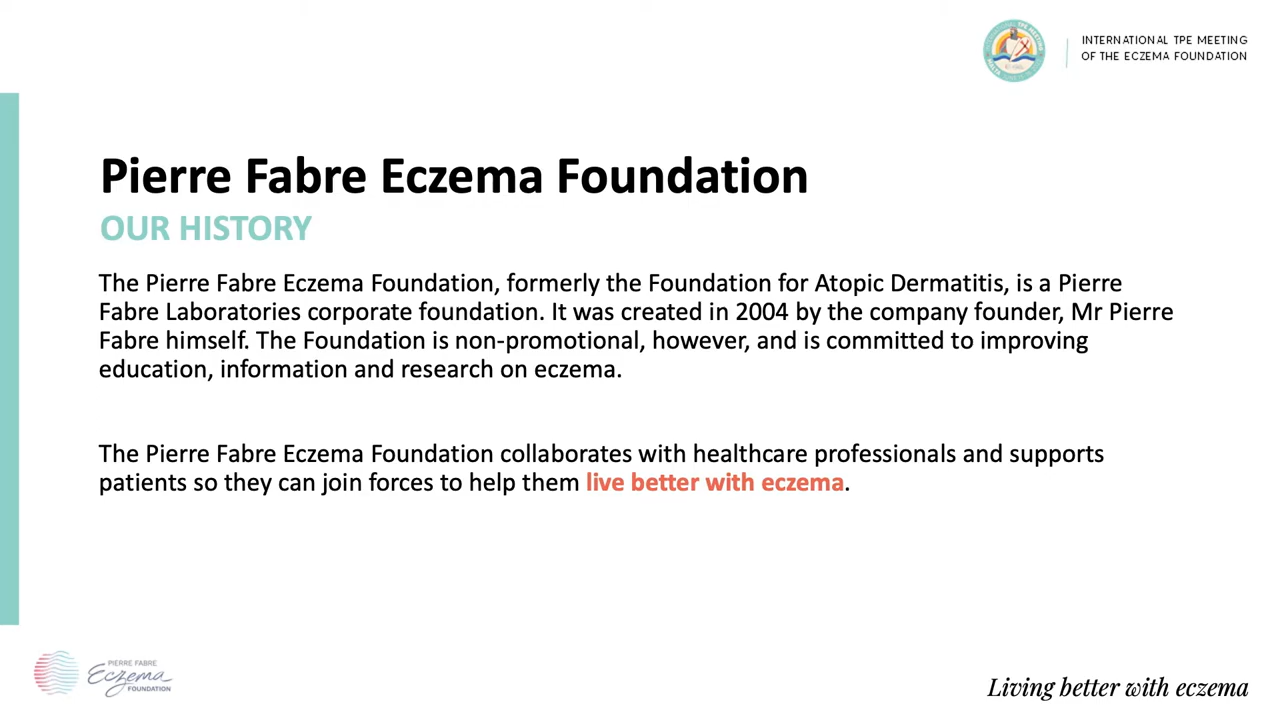 INTERNATIONAL TPE MEETING
OF THE ECZEMA FOUNDATION
Pierre Fabre Eczema Foundation
OUR HISTORY
The Pierre Fabre Eczema Foundation, formerly the Foundation for Atopic Dermatitis, is a Pierre
Fabre Laboratories corporate foundation. It was created in 2004 by the company founder, Mr Pierre
Fabre himself. The Foundation is non-promotional, however, and is committed to improving
education, information and research on eczema.
The Pierre Fabre Eczema Foundation collaborates with healthcare professionals and supports
patients so they can join forces to help them live better with eczema.
PIERRE FABRE
Eczema
FOUNDATION
Living better with eczema